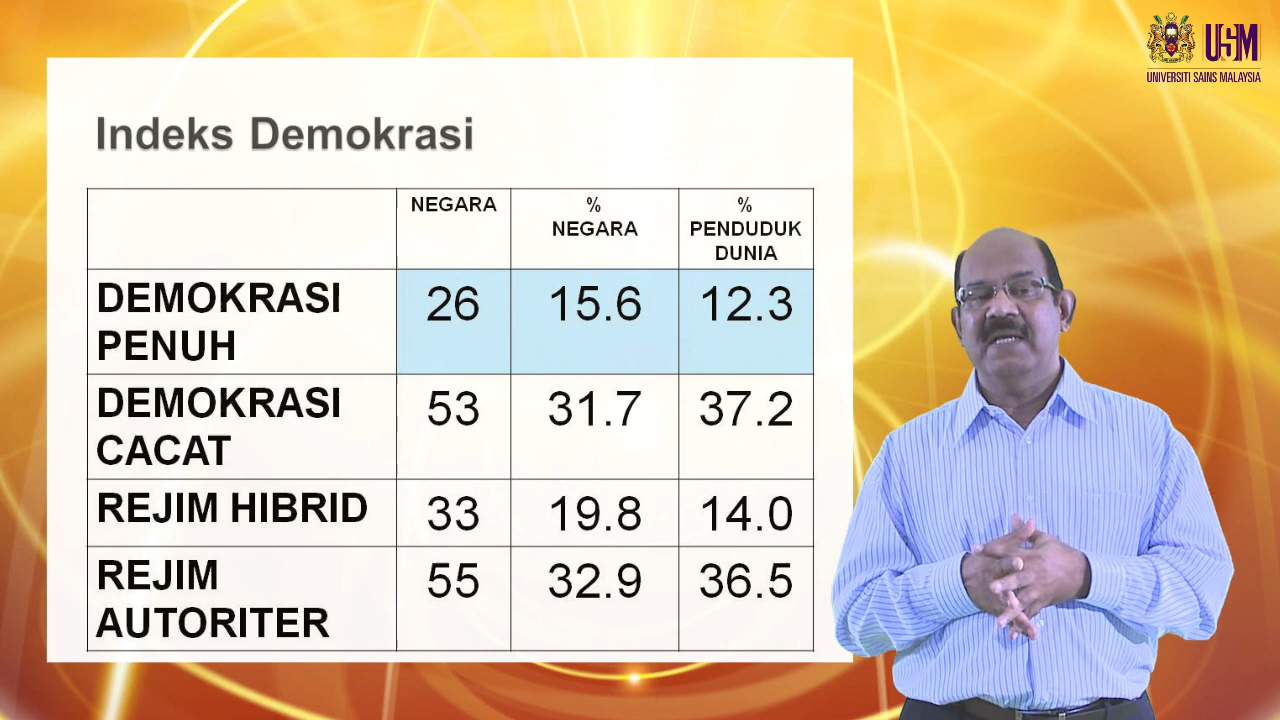 USM
UNIVERSITI SAINS MALAYSIA
Indeks Demokrasi
NEGARA
%
NEGARA
%
PENDUDUK
DUNIA
DEMOKRASI
PENUH
26
15.6
12.3
DEMOKRASI
CACAT
53
31.7
37.2
REJIM HIBRID
33
19.8
14.0
REJIM
AUTORITER
55
32.9
36.5